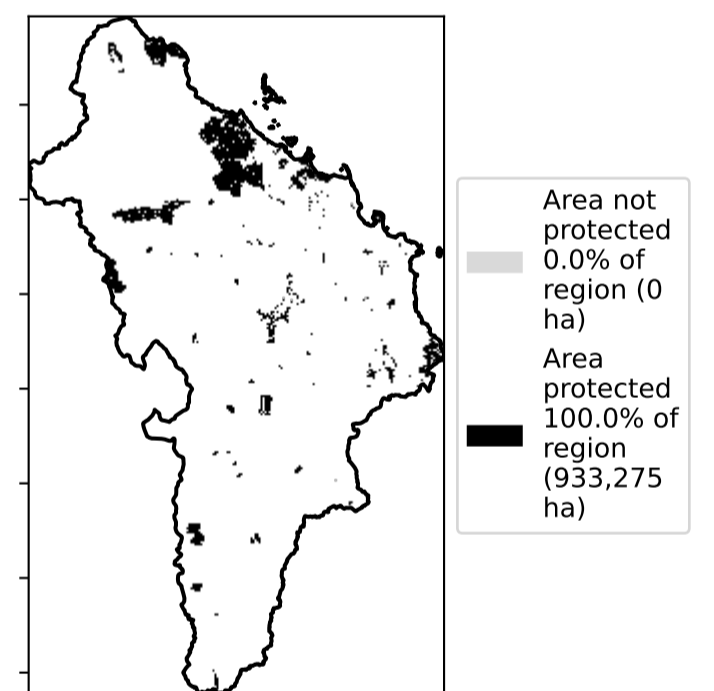 Area not
protected
0.0% of
region (0
ha)
Area
protected
100.0% of
region
(933,275
ha)